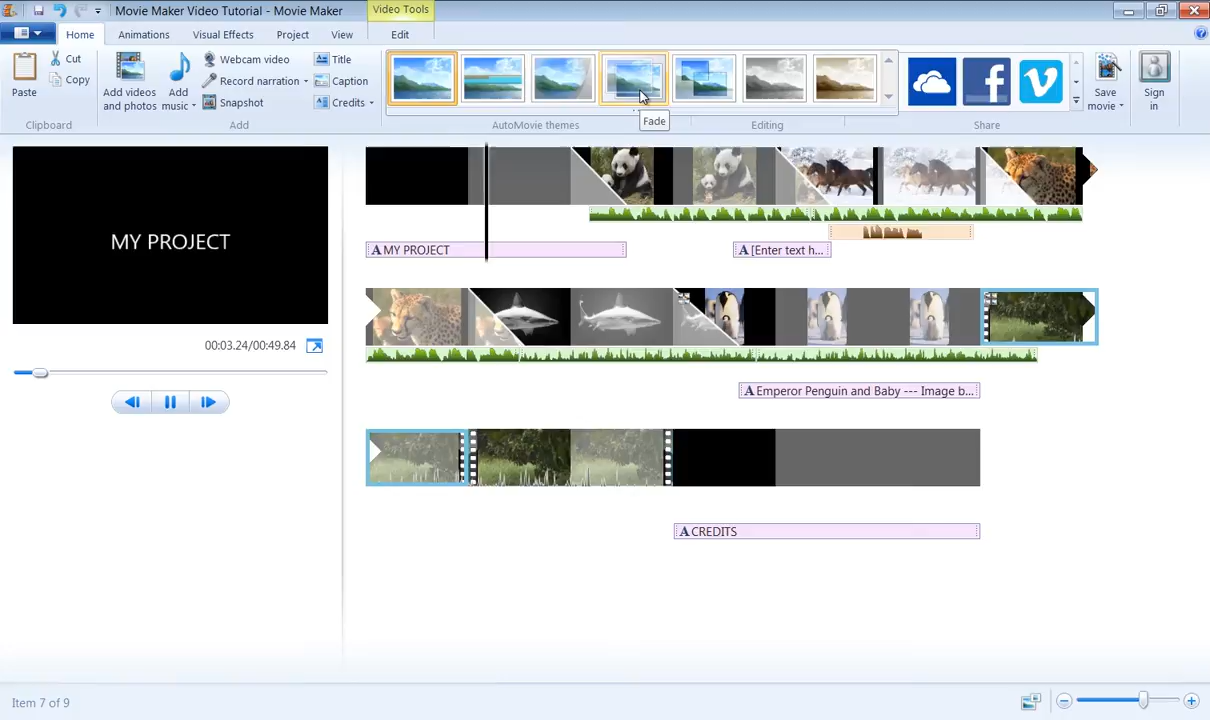 Movie Maker Video Tutorial - Movie Maker
Video Tools
Home
Animations
Visual Effects
Project
View
Edit
Paste
Cut
Copy
Clipboard
Add videos
and photos
Add
music
Webcam video
Record narration
Snapshot
Title
Caption
Credits
Add
AutoMovie themes
Fade
Editing
Share
Save
movie
Sign
in
MY PROJECT
00:03.24/00:49.84
A MY PROJECT
A [Enter text h...
A Emperor Penguin and Baby --- Image b...
A CREDITS
Item 7 of 9